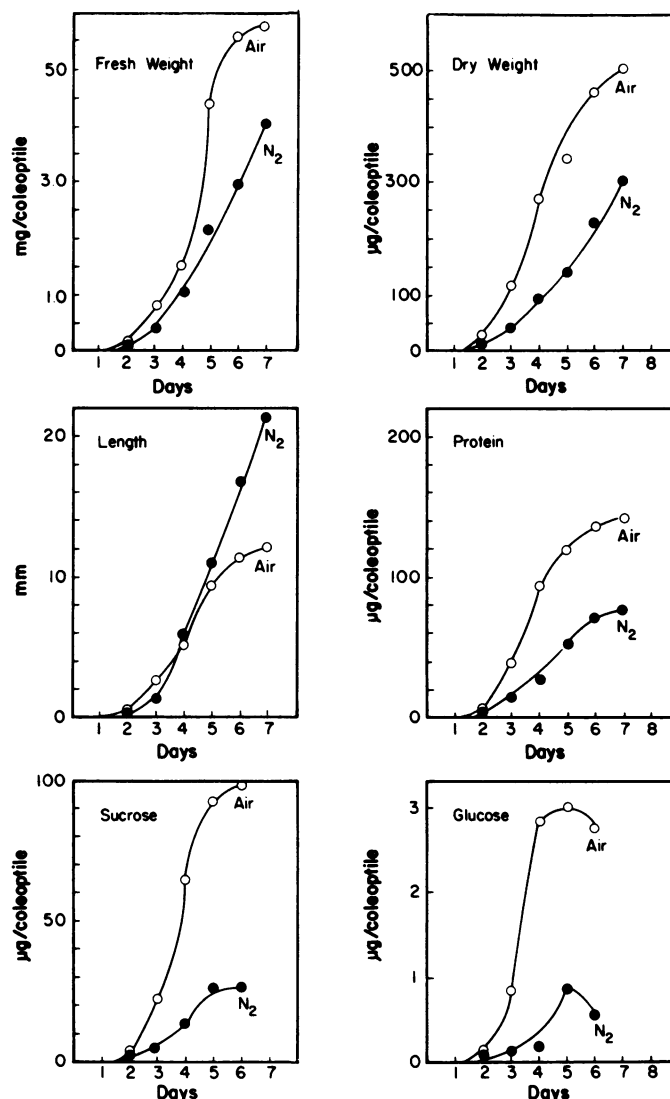 Fresh Weight
50
3.0
1.0
0
mg/coleoptile
Air
N2
1 2 3 4 5 6 7
Days
Dry Weight
500
300
100
0
µg/coleoptile
Air
N2
1 2 3 4 5 6 7 8
Days
Length
20
10
0
mm
N2
Air
1 2 3 4 5 6 7
Days
Protein
200
100
0
µg/coleoptile
Air
N2
1 2 3 4 5 6 7 8
Days
Sucrose
100
50
0
µg/coleoptile
Air
N2
1 2 3 4 5 6 7
Days
Glucose
3
2
1
0
µg/coleoptile
Air
N2
1 2 3 4 5 6 7 8
Days